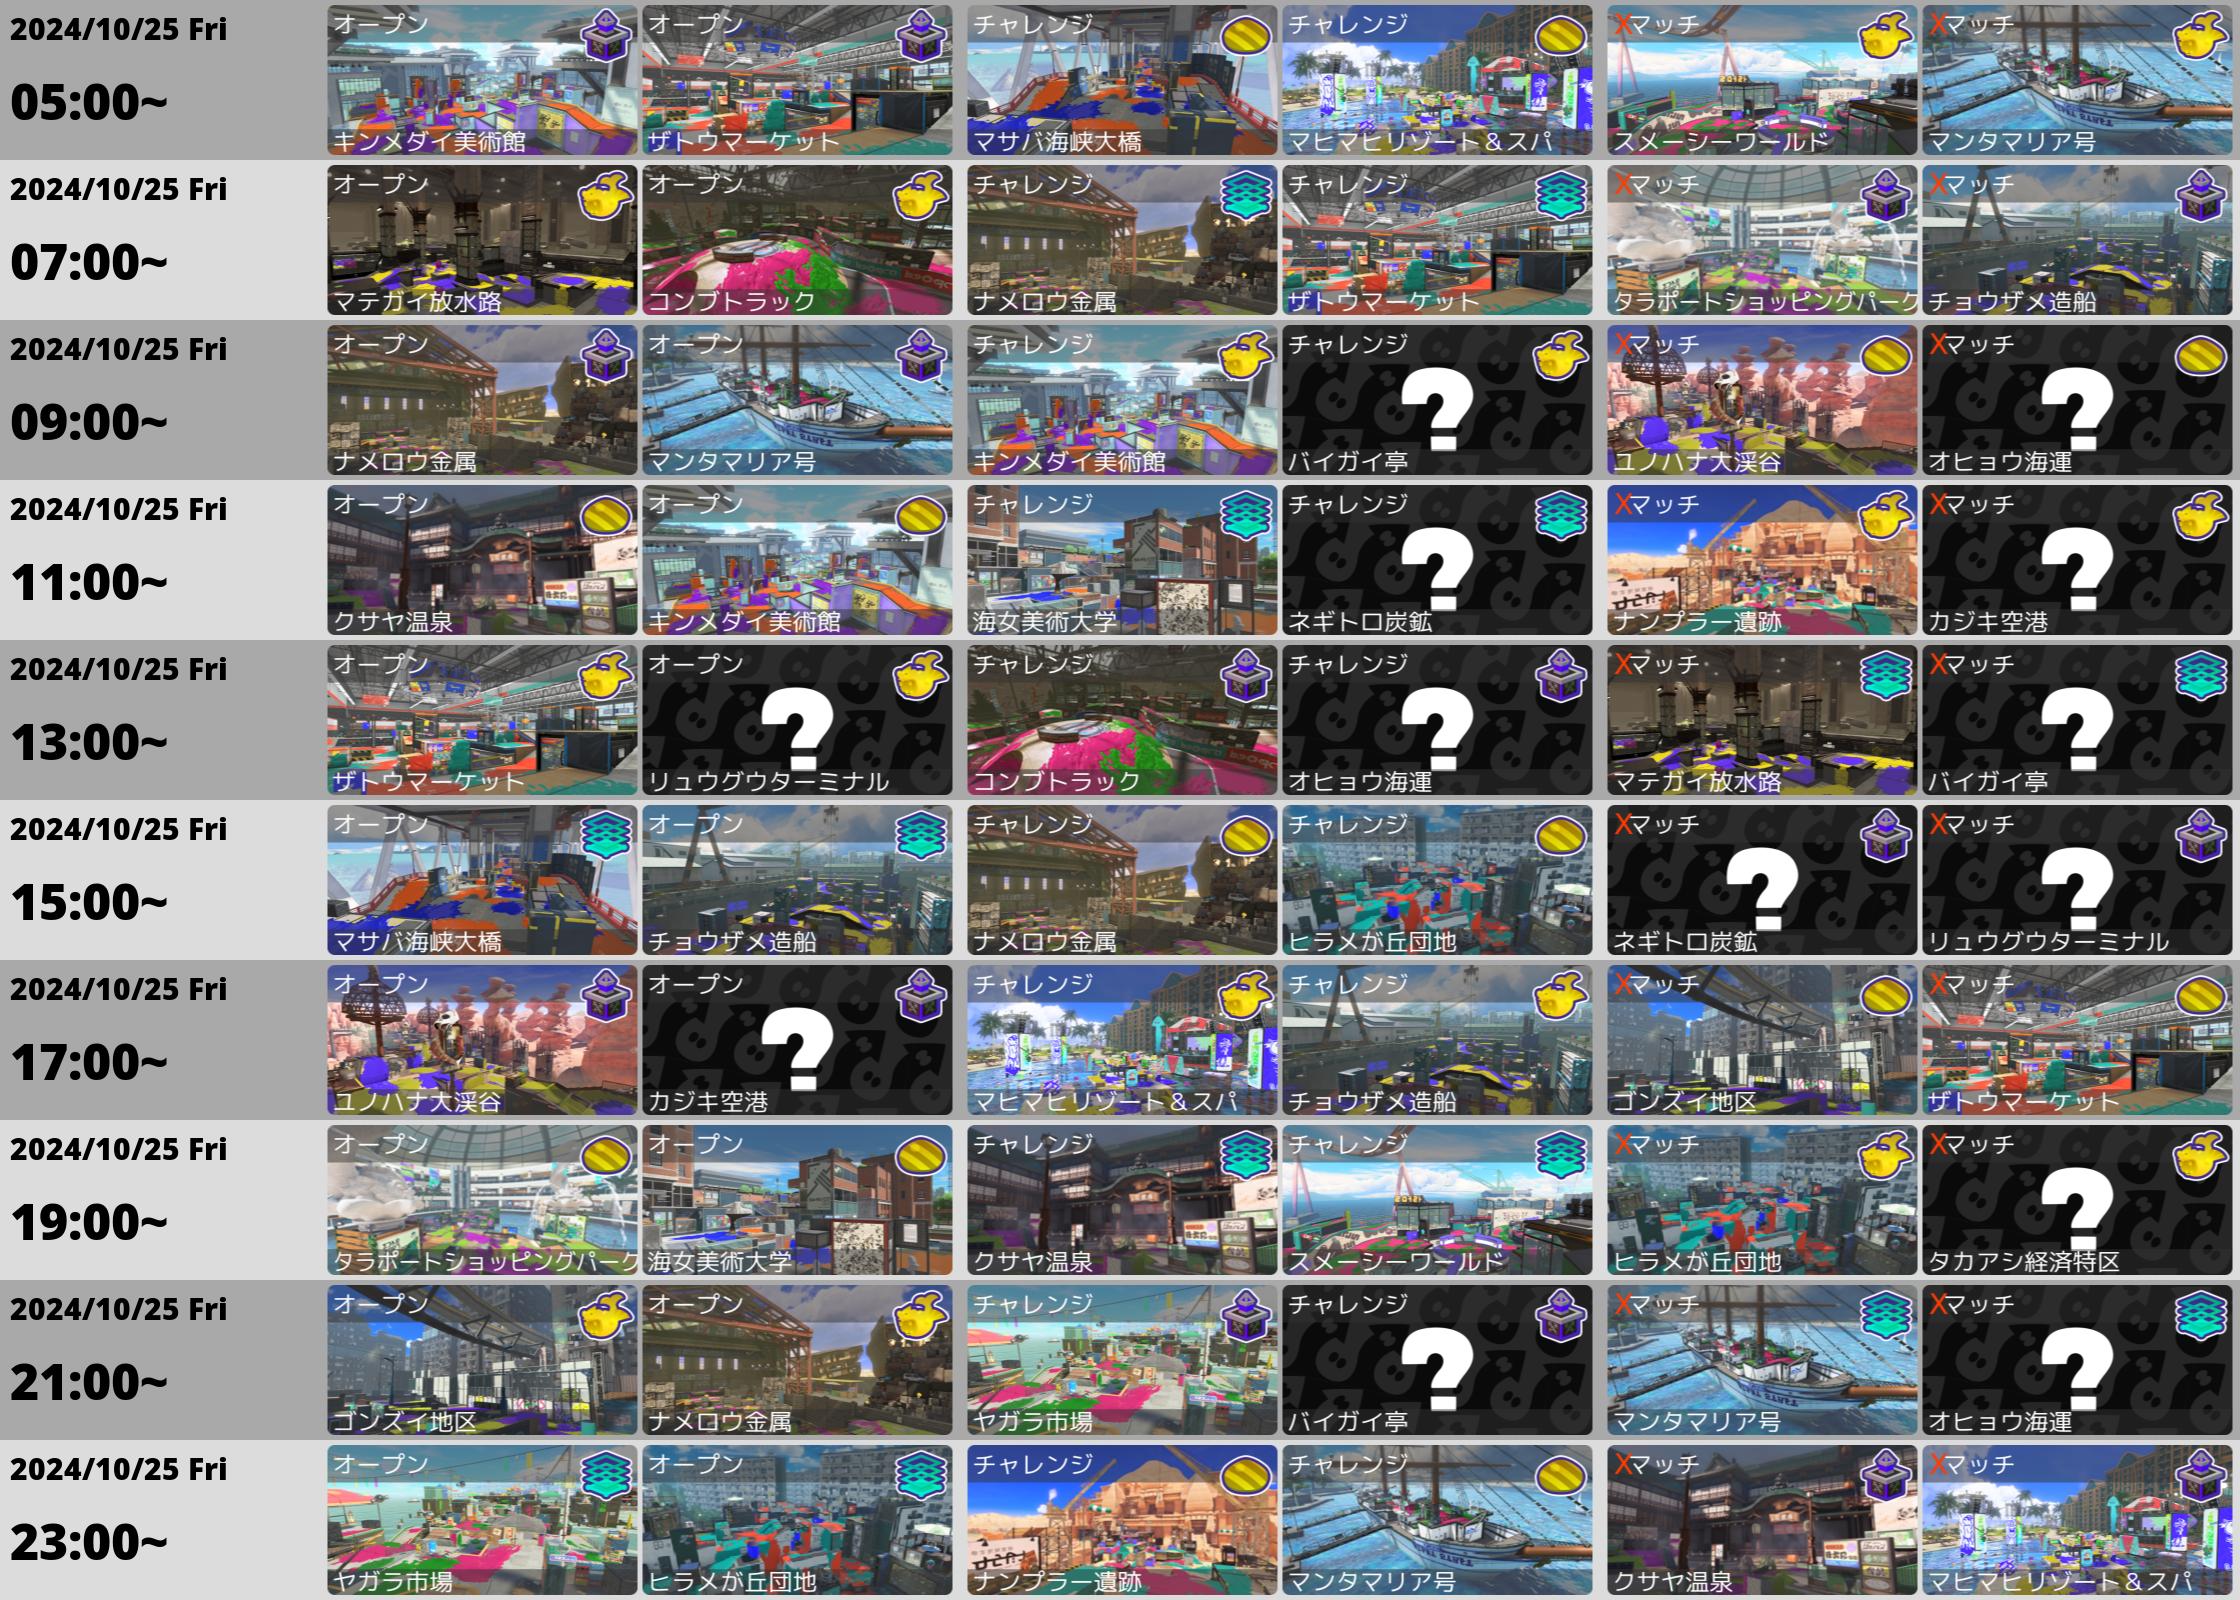 2024/10/25 Fri
05:00~
オープン
キンメダイ美術館
オープン
ザトウマーケット
チャレンジ
マサバ海峡大橋
チャレンジ
マヒマヒリゾート＆スパ
Xマッチ
スメーシーワールド
Xマッチ
マンタマリア号
2024/10/25 Fri
07:00~
オープン
マテガイ放水路
オープン
コンブトラック
チャレンジ
ナメロウ金属
チャレンジ
ザトウマーケット
Xマッチ
タラポートショッピングパーク
Xマッチ
チョウザメ造船
2024/10/25 Fri
09:00~
オープン
ナメロウ金属
オープン
マンタマリア号
チャレンジ
キンメダイ美術館
チャレンジ
バイガイ亭
Xマッチ
ユノハナ大渓谷
Xマッチ
オヒョウ海運
2024/10/25 Fri
11:00~
オープン
クサヤ温泉
オープン
キンメダイ美術館
チャレンジ
海女美術大学
チャレンジ
ネギトロ炭鉱
Xマッチ
ナンプラー遺跡
Xマッチ
カジキ空港
2024/10/25 Fri
13:00~
オープン
ザトウマーケット
オープン
リュウグウターミナル
チャレンジ
コンブトラック
チャレンジ
オヒョウ海運
Xマッチ
マテガイ放水路
Xマッチ
バイガイ亭
2024/10/25 Fri
15:00~
オープン
マサバ海峡大橋
オープン
チョウザメ造船
チャレンジ
ナメロウ金属
チャレンジ
ヒラメが丘団地
Xマッチ
ネギトロ炭鉱
Xマッチ
リュウグウターミナル
2024/10/25 Fri
17:00~
オープン
ユノハナ大渓谷
オープン
カジキ空港
チャレンジ
マヒマヒリゾート＆スパ
チャレンジ
チョウザメ造船
Xマッチ
ゴンズイ地区
Xマッチ
ザトウマーケット
2024/10/25 Fri
19:00~
オープン
タラポートショッピングパーク
オープン
海女美術大学
チャレンジ
クサヤ温泉
チャレンジ
スメーシーワールド
Xマッチ
ヒラメが丘団地
Xマッチ
タカアシ経済特区
2024/10/25 Fri
21:00~
オープン
ゴンズイ地区
オープン
ナメロウ金属
チャレンジ
ヤガラ市場
チャレンジ
バイガイ亭
Xマッチ
マンタマリア号
Xマッチ
オヒョウ海運
2024/10/25 Fri
23:00~
オープン
ヤガラ市場
オープン
ヒラメが丘団地
チャレンジ
ナンプラー遺跡
チャレンジ
マンタマリア号
Xマッチ
クサヤ温泉
Xマッチ
マヒマヒリゾート＆スパ